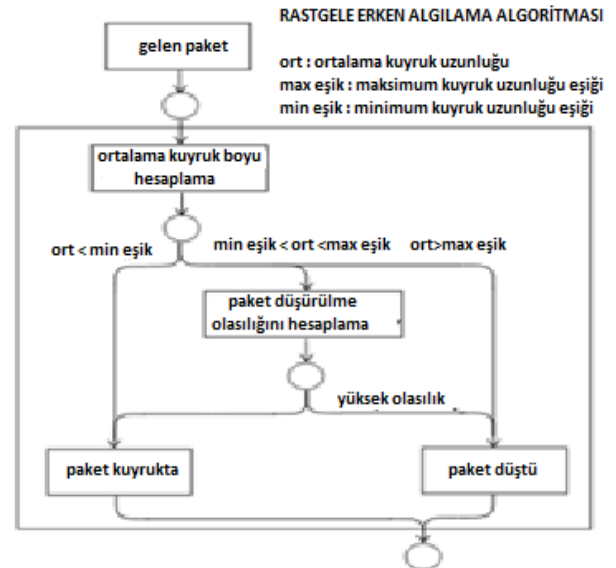 RASTGELE ERKEN ALGILAMA ALGORİTMASI
ort : ortalama kuyruk uzunluğu
max eşik : maksimum kuyruk uzunluğu eşiği
min eşik : minimum kuyruk uzunluğu eşiği
gelen paket
ortalama kuyruk boyu
hesaplama
ort < min eşik
min eşik < ort <max eşik
ort>max eşik
paket düşürülme
olasılığını hesaplama
yüksek olasılık
paket kuyrukta
paket düştü